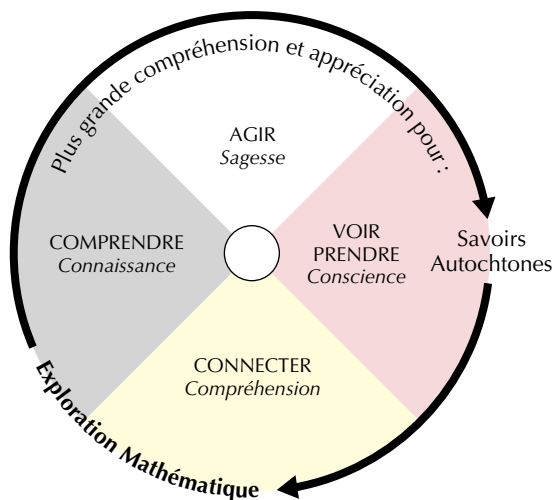 Plus grande compréhension et appréciation pour :
AGIR
Sagesse
COMPRENDRE
Connaissance
VOIR
PRENDRE
Conscience
Savoirs
Autochtones
CONNECTER
Compréhension
Exploration Mathématique